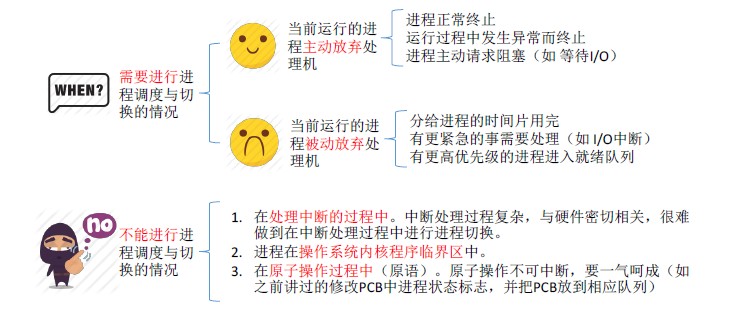 WHEN?
需要进行进
程调度与切
换的情况
当前运行的进
程主动放弃处
理机
进程正常终止
运行过程中发生异常而终止
进程主动请求阻塞（如 等待I/O）
当前运行的进
程被动放弃处
理机
分给进程的时间片用完
有更紧急的事需要处理（如 I/O中断）
有更高优先级的进程进入就绪队列
no
不能进行进
程调度与切
换的情况
1. 在处理中断的过程中。中断处理过程复杂，与硬件密切相关，很难
做到在中断处理过程中进行进程切换。
2. 进程在操作系统内核程序临界区中。
3. 在原子操作过程中（原语）。原子操作不可中断，要一气呵成（如
之前讲过的修改PCB中进程状态标志，并把PCB放到相应队列）